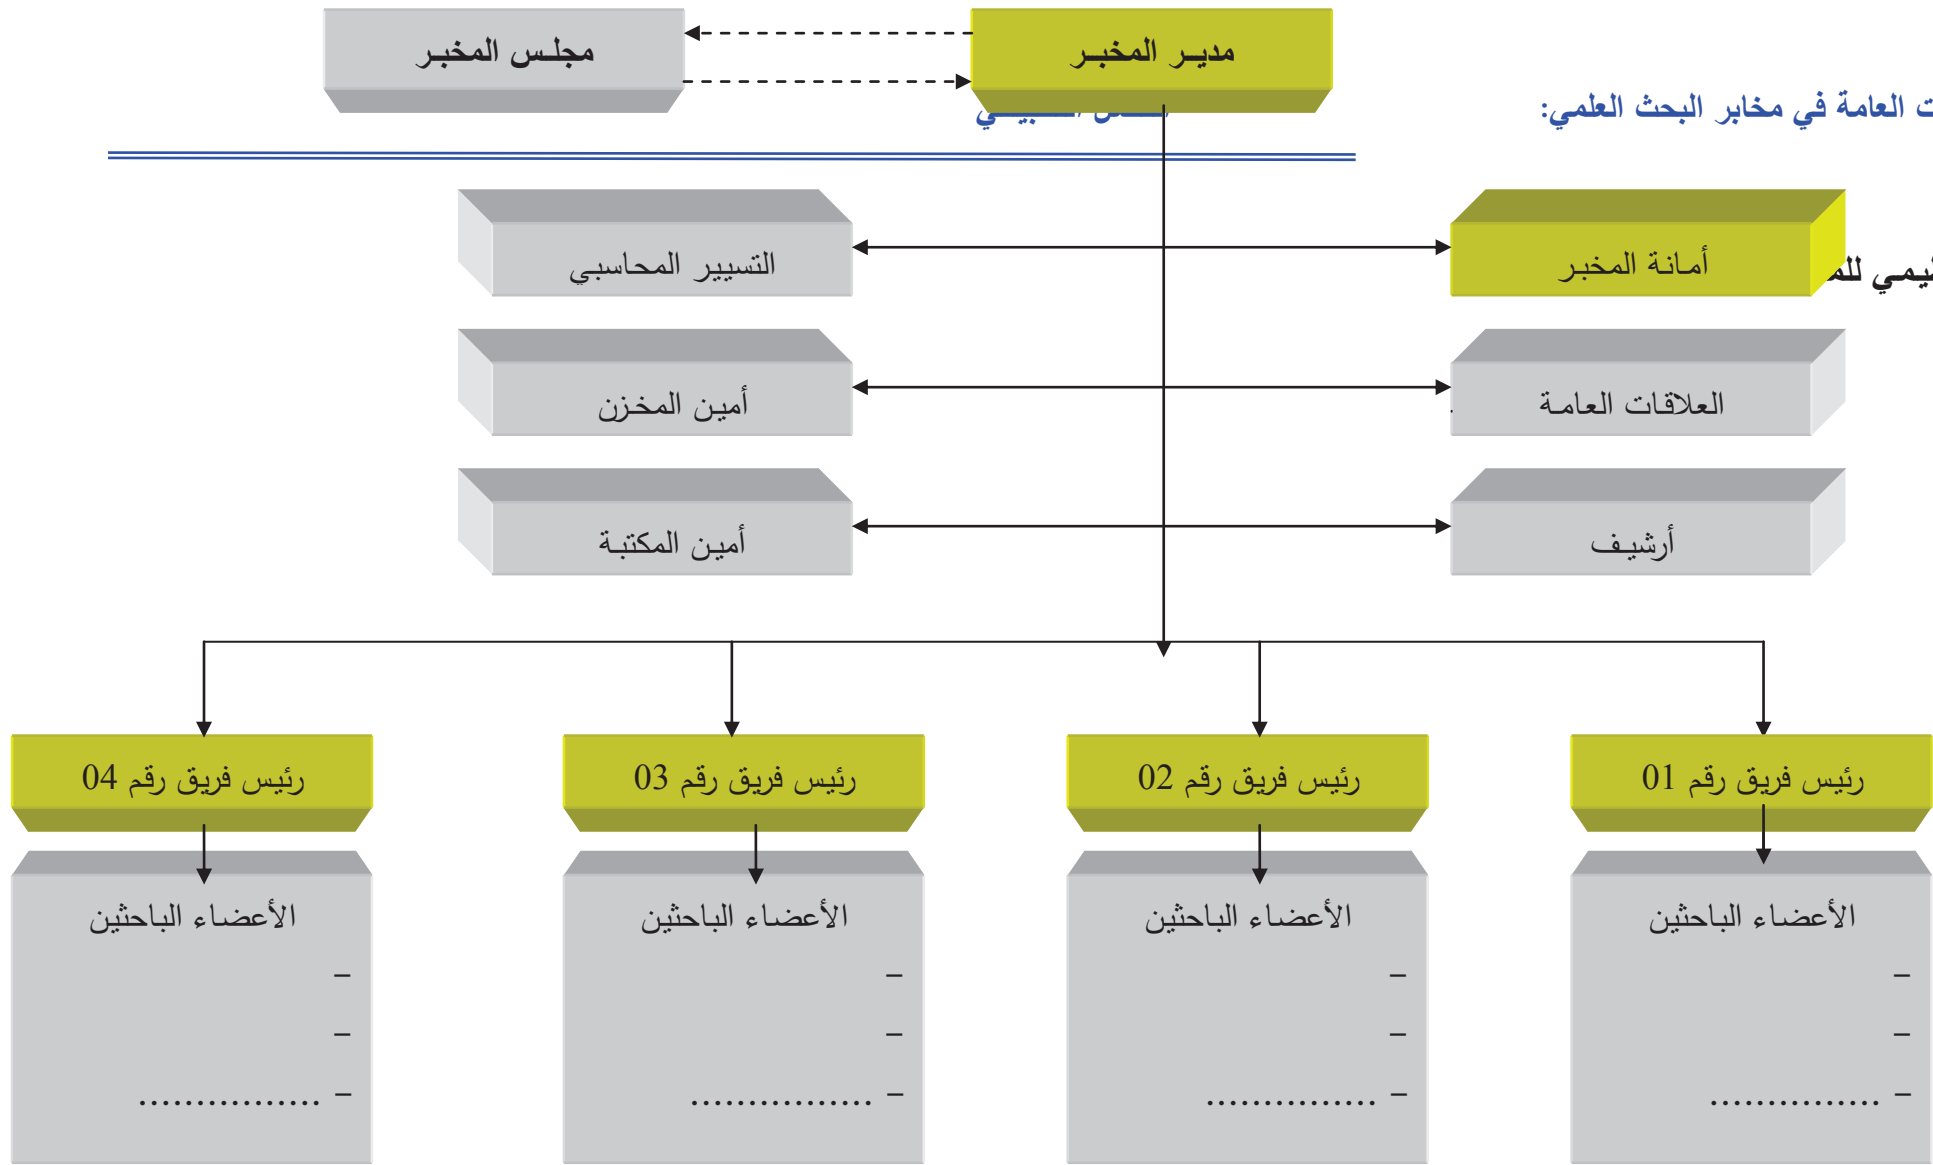 مدير المخبر
مجلس المخبر
العامة في مخابر البحث العلمي:
أمانة المخبر
التسيير المحاسبي
العلاقات العامة
أمين المخزن
أرشيف
أمين المكتبة
رئيس فريق رقم 01
رئيس فريق رقم 02
رئيس فريق رقم 03
رئيس فريق رقم 04
الأعضاء الباحثين
-
-
- ...............
الأعضاء الباحثين
-
-
- ...............
الأعضاء الباحثين
-
-
- ................
الأعضاء الباحثين
-
-
- ................